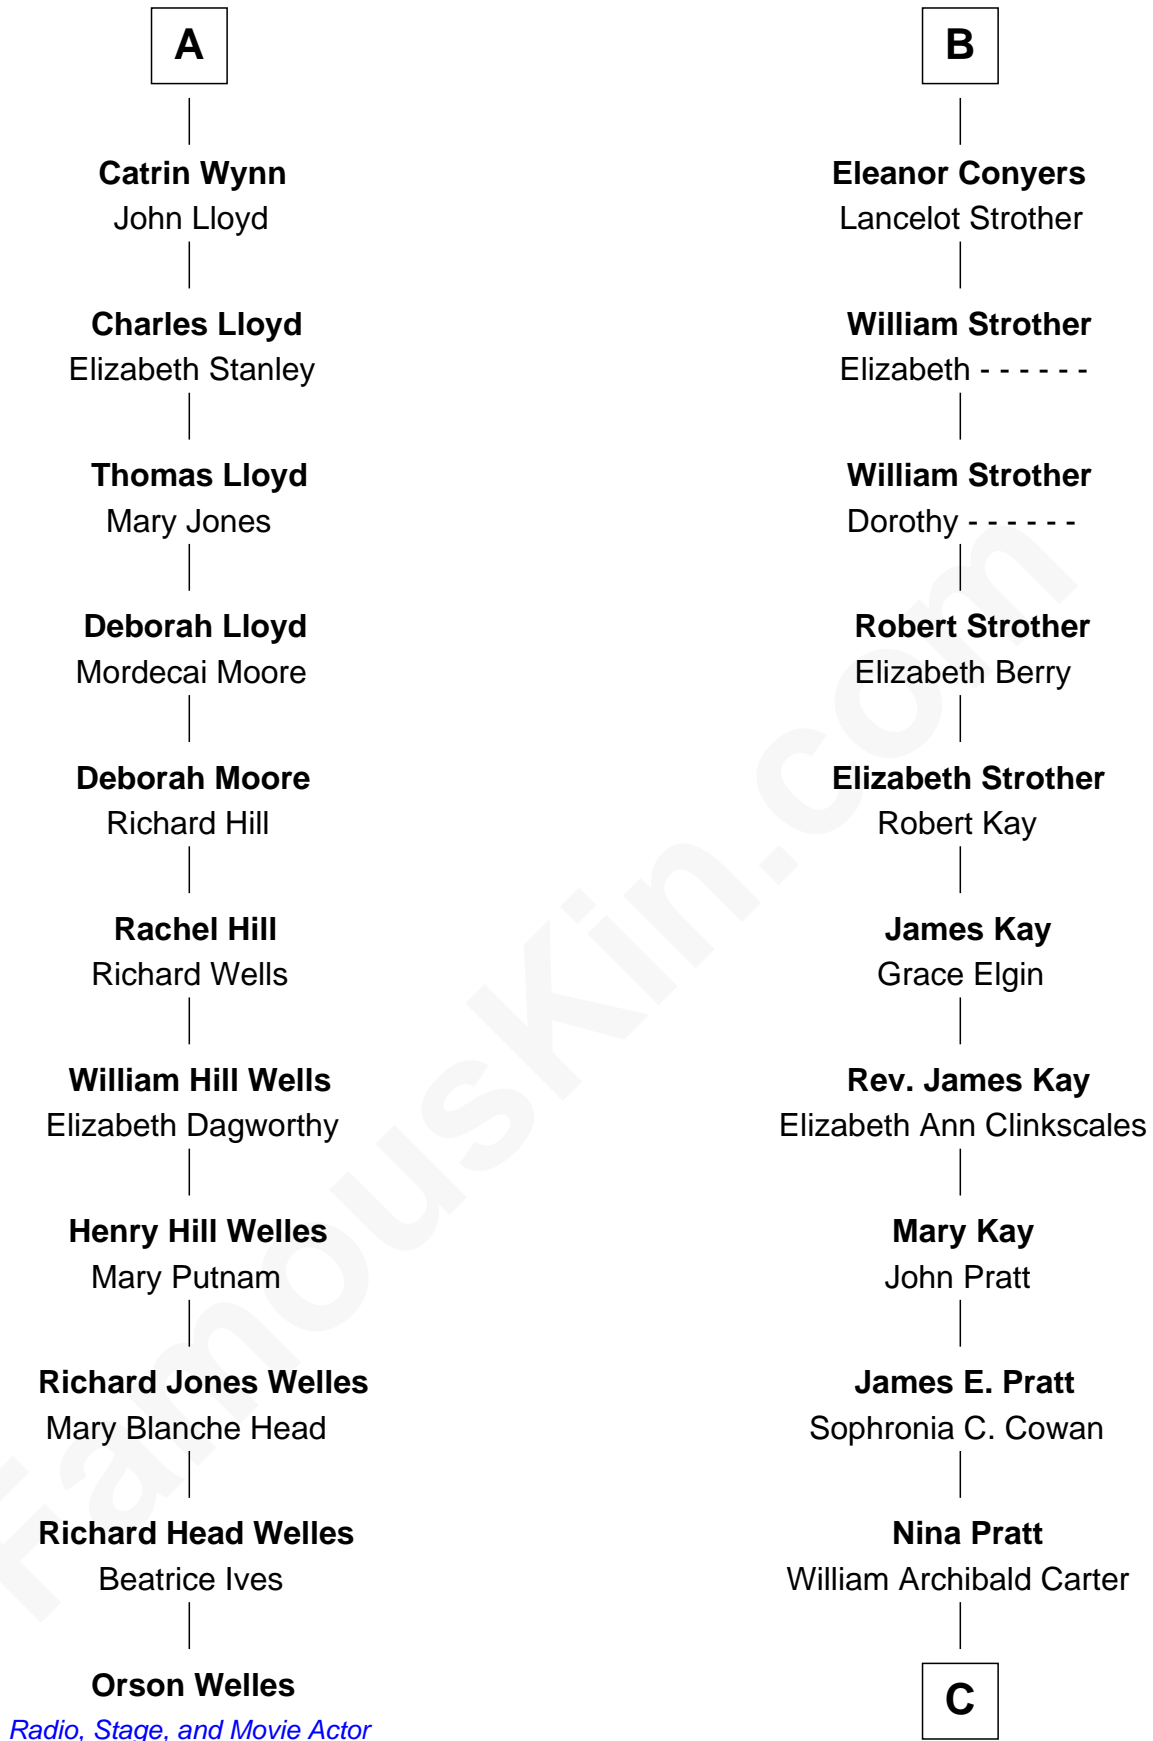 A
Catrin Wynn
John Lloyd
Charles Lloyd
Elizabeth Stanley
Thomas Lloyd
Mary Jones
Deborah Lloyd
Mordecai Moore
Deborah Moore
Richard Hill
Rachel Hill
Richard Wells
William Hill Wells
Elizabeth Dagworthy
Henry Hill Welles
Mary Putnam
Richard Jones Welles
Mary Blanche Head
Richard Head Welles
Beatrice Ives
Orson Welles
Radio, Stage, and Movie Actor
B
Eleanor Conyers
Lancelot Strother
William Strother
Elizabeth - - - - - -
William Strother
Dorothy - - - - - -
Robert Strother
Elizabeth Berry
Elizabeth Strother
Robert Kay
James Kay
Grace Elgin
Rev. James Kay
Elizabeth Ann Clinkscales
Mary Kay
John Pratt
James E. Pratt
Sophronia C. Cowan
Nina Pratt
William Archibald Carter
C
FamousKin.com